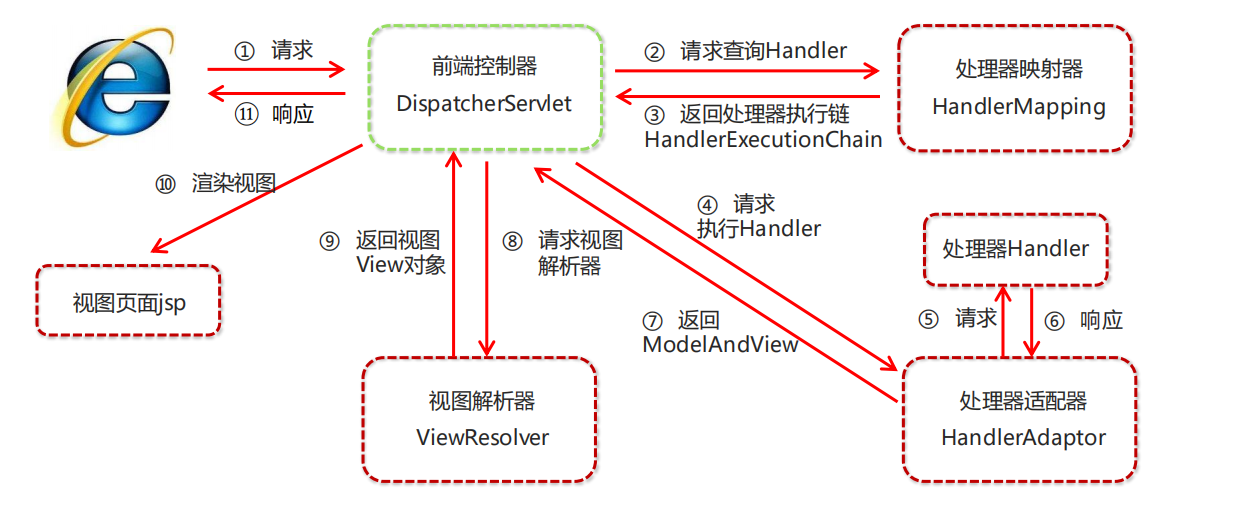 ① 请求
⑪ 响应
前端控制器
DispatcherServlet
② 请求查询Handler
③ 返回处理器执行链
HandlerExecutionChain
处理器映射器
HandlerMapping
⑩ 渲染视图
视图页面jsp
⑨ 返回视图
View对象
⑧ 请求视图
解析器
④ 请求
执行Handler
⑦ 返回
ModelAndView
处理器Handler
⑤ 请求
⑥ 响应
视图解析器
ViewResolver
处理器适配器
HandlerAdaptor